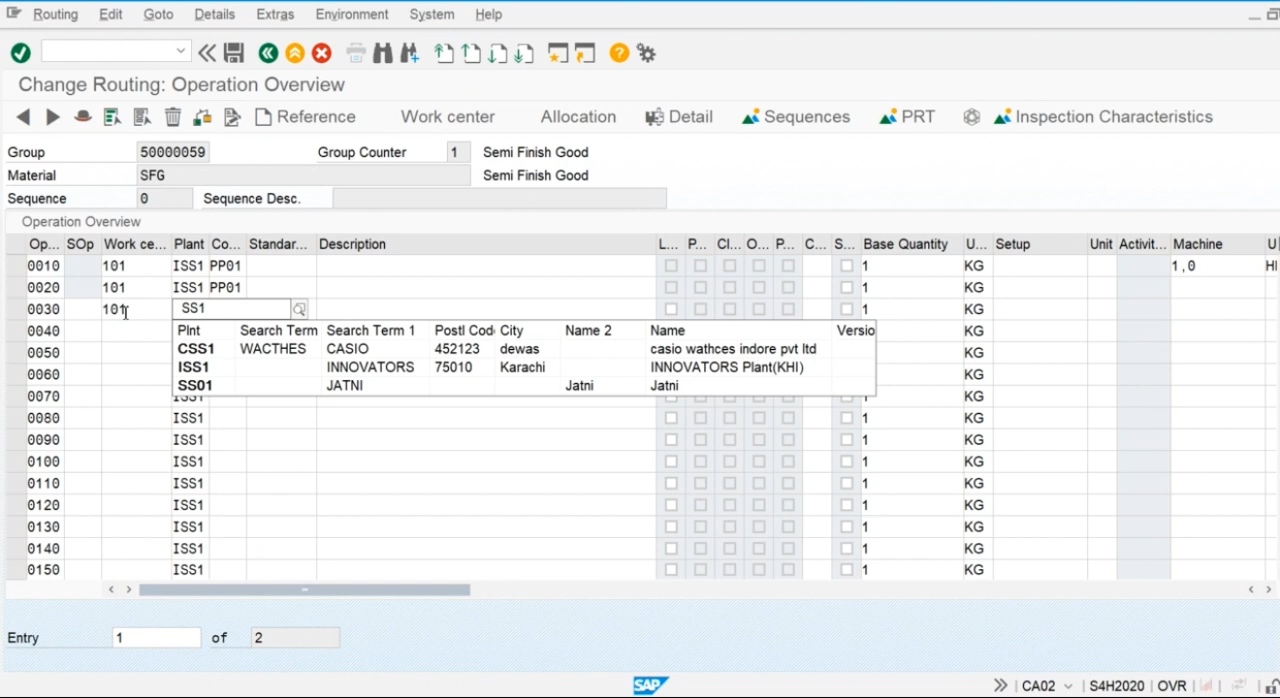 Routing Edit Goto Details Extras Environment System Help
Change Routing: Operation Overview
Reference Work center Allocation Detail Sequences PRT Inspection Characteristics
Group 50000059 Group Counter 1 Semi Finish Good
Material SFG Semi Finish Good
Sequence 0 Sequence Desc.
Operation Overview
Op... SOp Work ce... Plant Co... Standar... Description L... P... Cl... O... P... C... S... Base Quantity U... Setup Unit Activit... Machine U
0010 101 ISS1 PP01 1 KG 1,0 HI
0020 101 ISS1 PP01 1 KG
0030 101 SS1 1 KG
0040 1 KG
Plnt Search Term Search Term 1 Postl Cod City Name 2 Name Versio
CSS1 WACTHES CASIO 452123 dewas casio wathces indore pvt ltd
0050 1 KG
ISS1 INNOVATORS 75010 Karachi INNOVATORS Plant(KHI)
0060 1 KG
SS01 JATNI Jatni Jatni
0070 ISS1 1 KG
0080 ISS1 1 KG
0090 ISS1 1 KG
0100 ISS1 1 KG
0110 ISS1 1 KG
0120 ISS1 1 KG
0130 ISS1 1 KG
0140 ISS1 1 KG
0150 ISS1 1 KG
Entry 1 of 2
SAP CA02 S4H2020 OVR